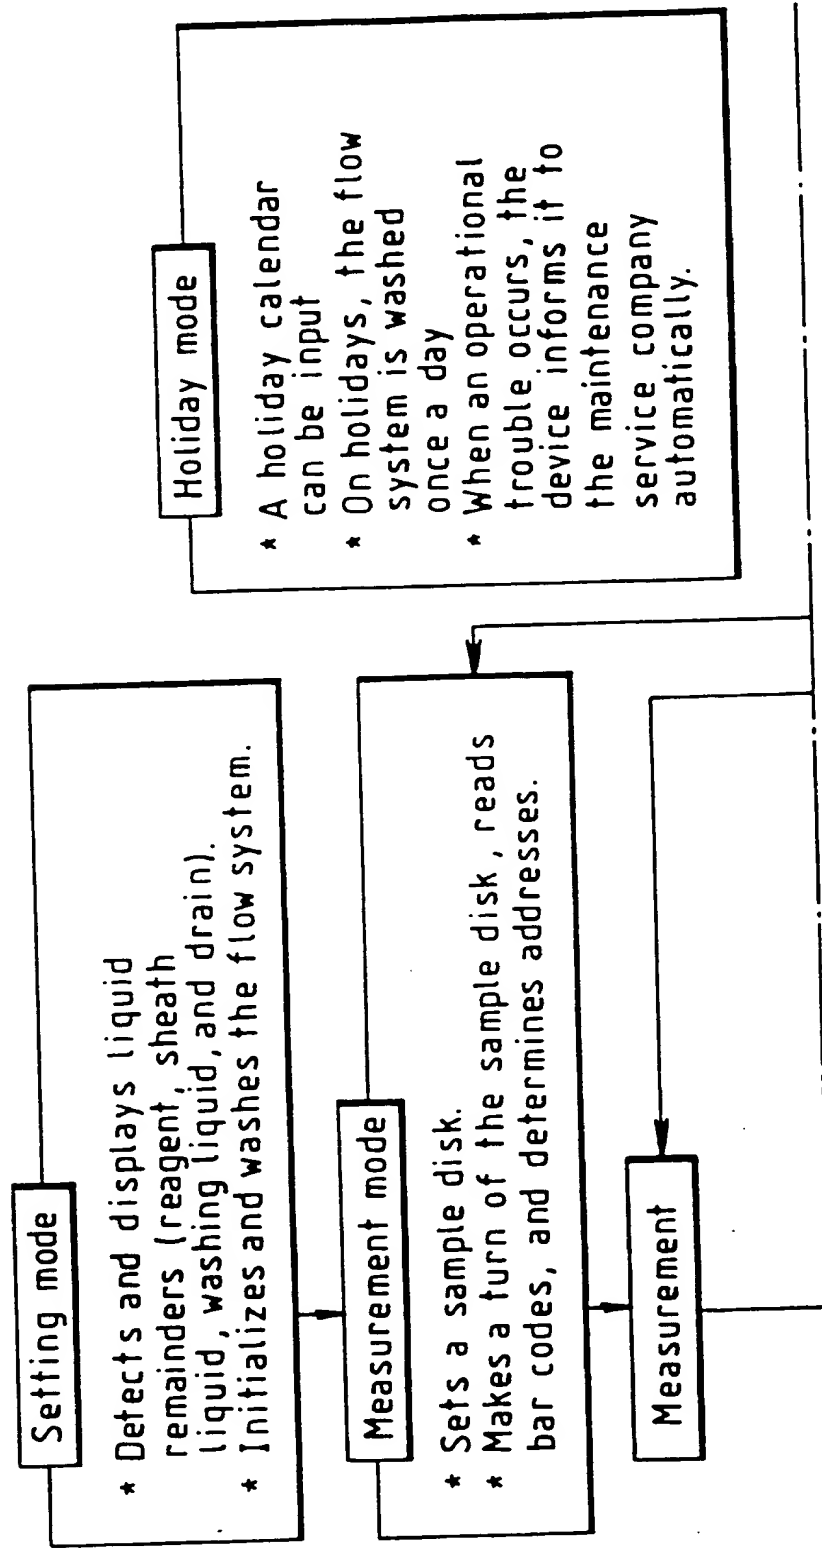 Setting mode
* Detects and displays liquid
remainders (reagent, sheath
liquid, washing liquid, and drain).
* Initializes and washes the flow system.
Measurement mode
* Sets a sample disk.
* Makes a turn of the sample disk, reads
bar codes, and determines addresses.
Measurement
Holiday mode
* A holiday calendar
can be input
* On holidays, the flow
system is washed
once a day
* When an operational
trouble occurs, the
device informs it to
the maintenance
service company
automatically.